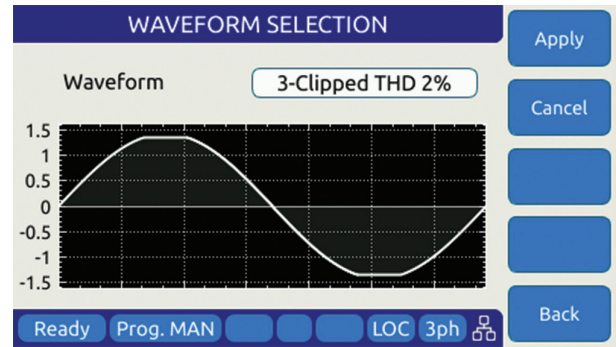 WAVEFORM SELECTION
Apply
Waveform
3-Clipped THD 2%
Cancel
1.5
1
0.5
0
-0.5
-1
-1.5
Back
Ready
Prog. MAN
LOC
3ph